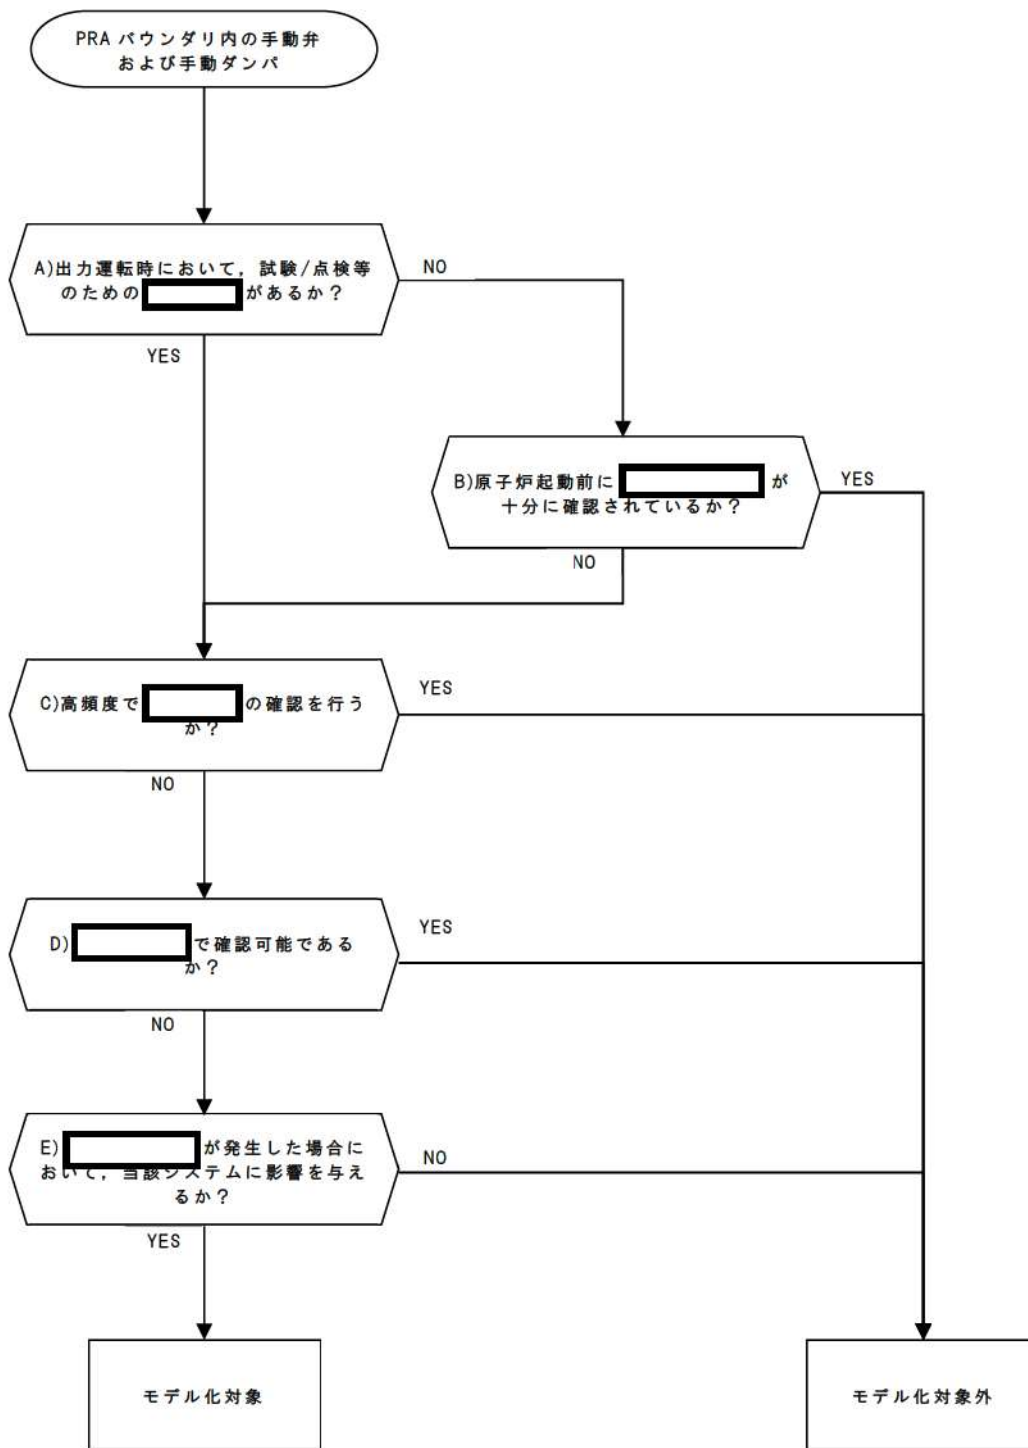 PRA バウンダリ内の手動弁
および手動ダンパ
A)出力運転時において，試験/点検等
のための があるか？
NO
YES
B)原子炉起動前に が
十分に確認されているか？
YES
NO
C)高頻度で の確認を行う
か？
YES
NO
D) で確認可能である
か？
YES
NO
E) が発生した場合に
おいて，当該システムに影響を与え
るか？
NO
YES
モデル化対象
モデル化対象外